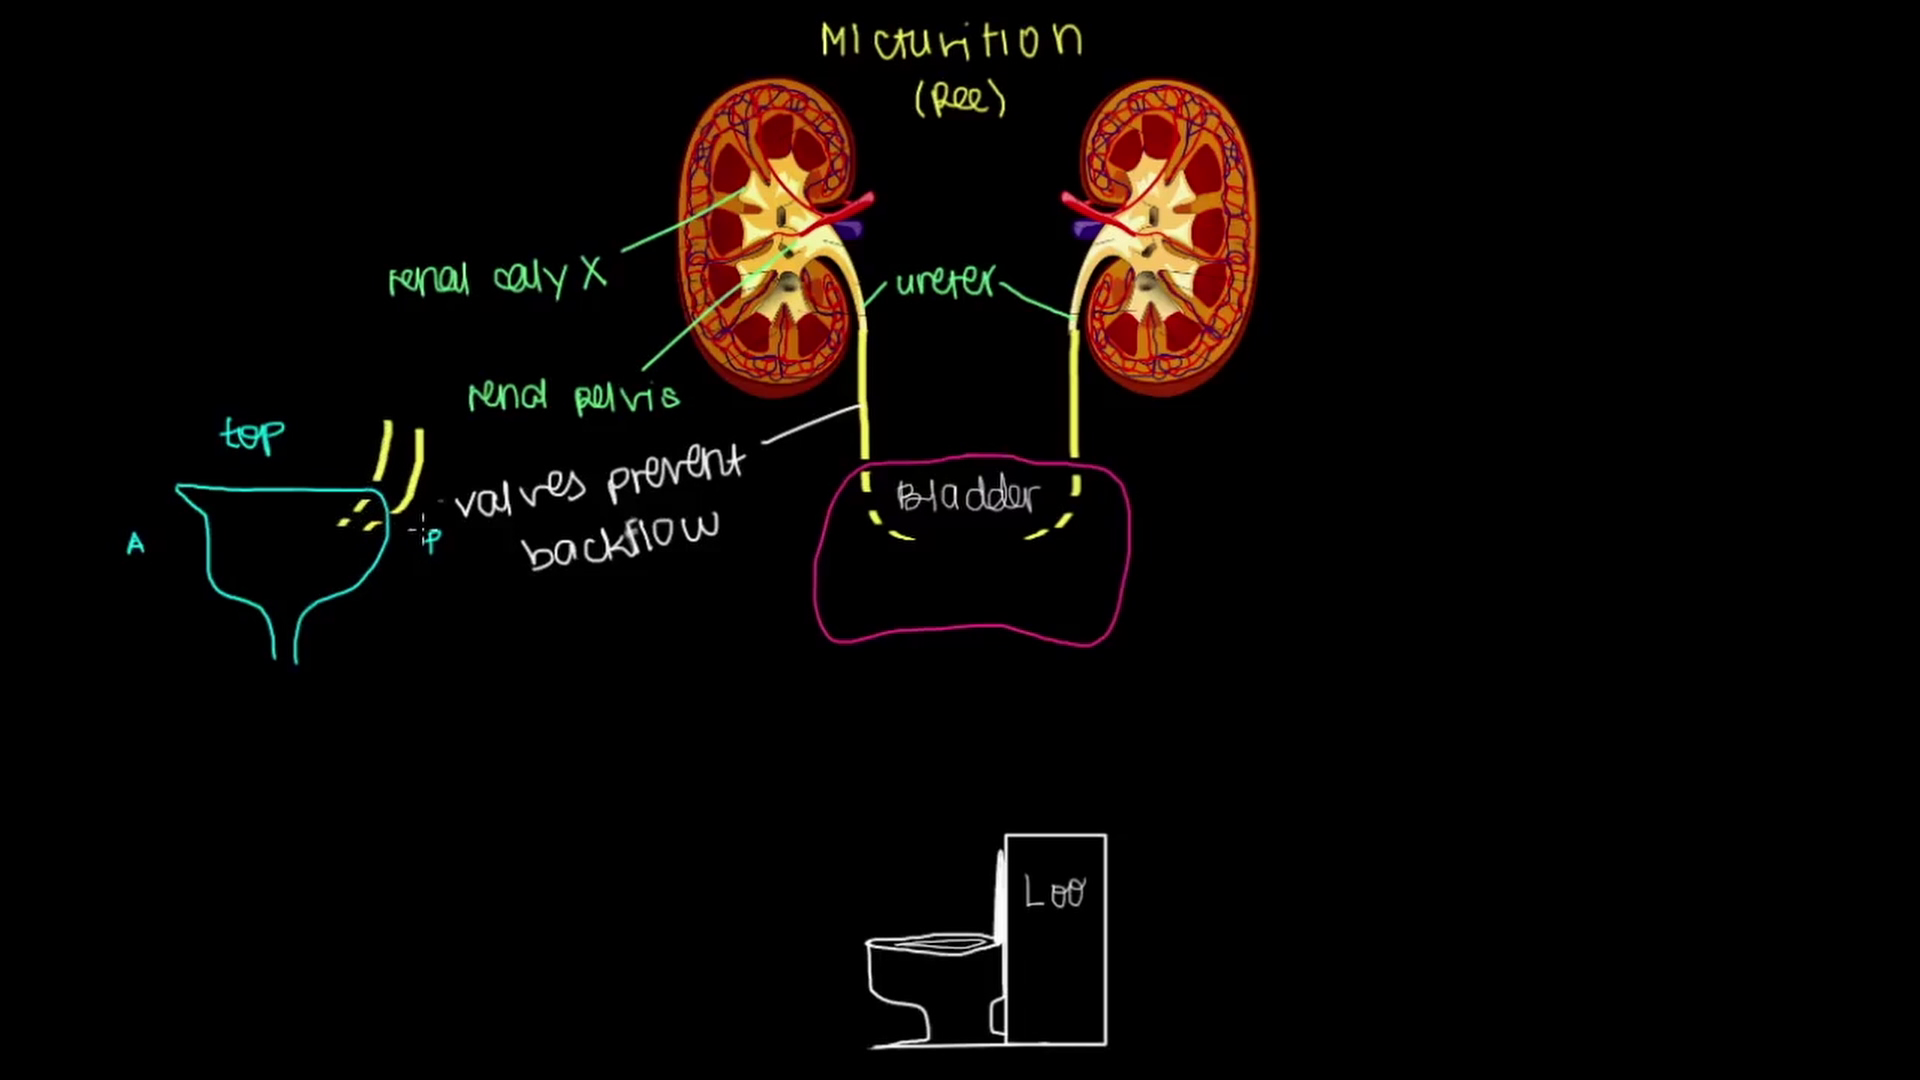 Micturition
(Pee)
renal calyx
ureter
renal pelvis
top
valves prevent
backflow
Bladder
A
P
Loo